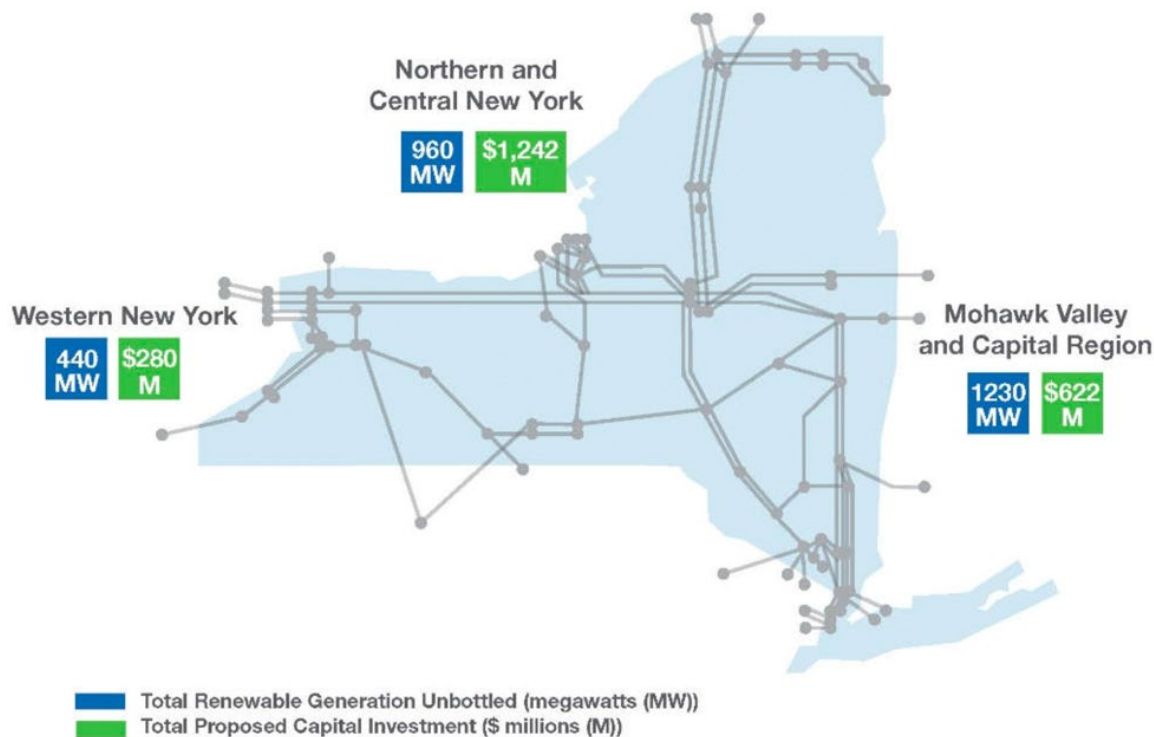 Northern and
Central New York
960
MW
$1,242
M
Western New York
440
MW
$280
M
Mohawk Valley
and Capital Region
1230
MW
$622
M
Total Renewable Generation Unbottled (megawatts (MW))
Total Proposed Capital Investment ($ millions (M))